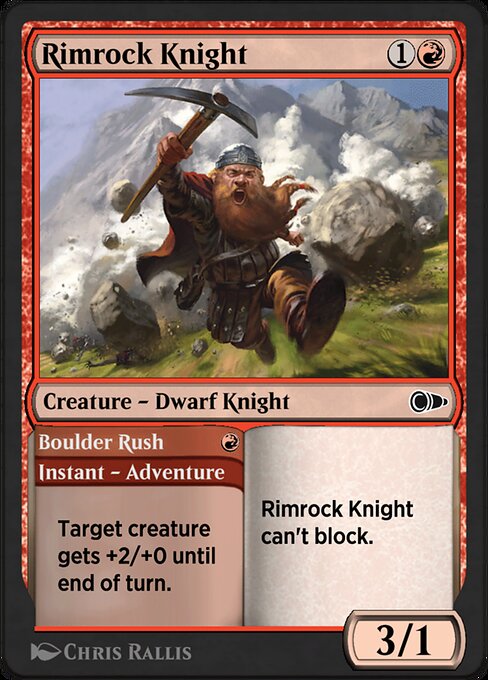 Rimrock Knight 1
Creature – Dwarf Knight
Boulder Rush
Instant – Adventure
Target creature
gets +2/+0 until
end of turn.
Rimrock Knight
can't block.
3/1
Chris Rallis